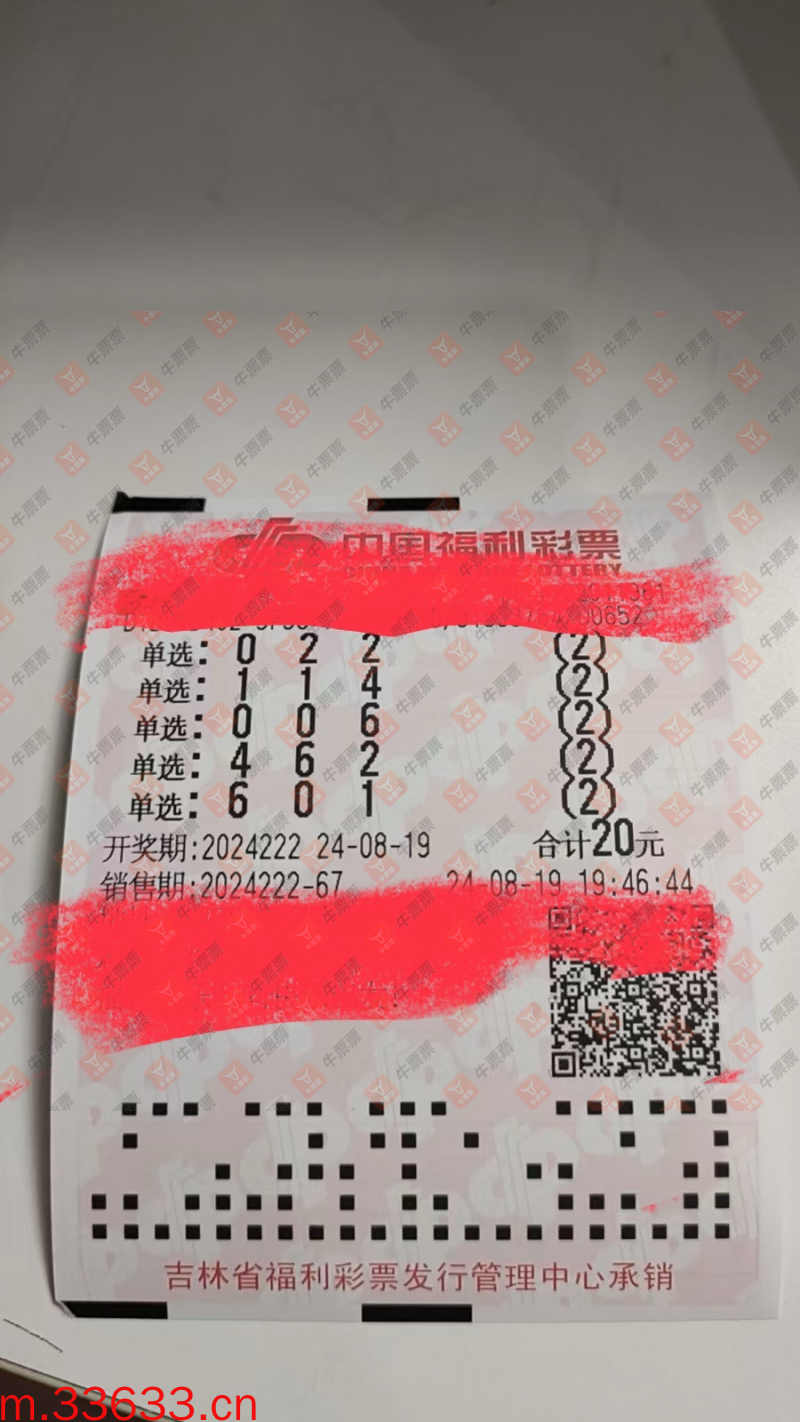 中国福利彩票
单选: 0 2 2 (2)
单选: 1 1 4 (2)
单选: 0 0 6 (2)
单选: 4 6 2 (2)
单选: 6 0 1 (2)
开奖期:2024222 24-08-19 合计20元
销售期:2024222-67 24-08-19 19:46:44
吉林省福利彩票发行管理中心承销
m.33633.cn
牛票票